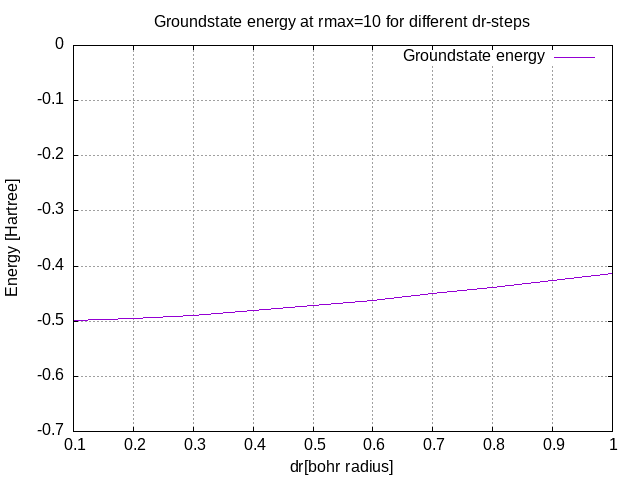 Groundstate energy at rmax=10 for different dr-steps
Groundstate energy
0
-0.1
-0.2
-0.3
-0.4
-0.5
-0.6
-0.7
Energy [Hartree]
0.1 0.2 0.3 0.4 0.5 0.6 0.7 0.8 0.9 1
dr[bohr radius]